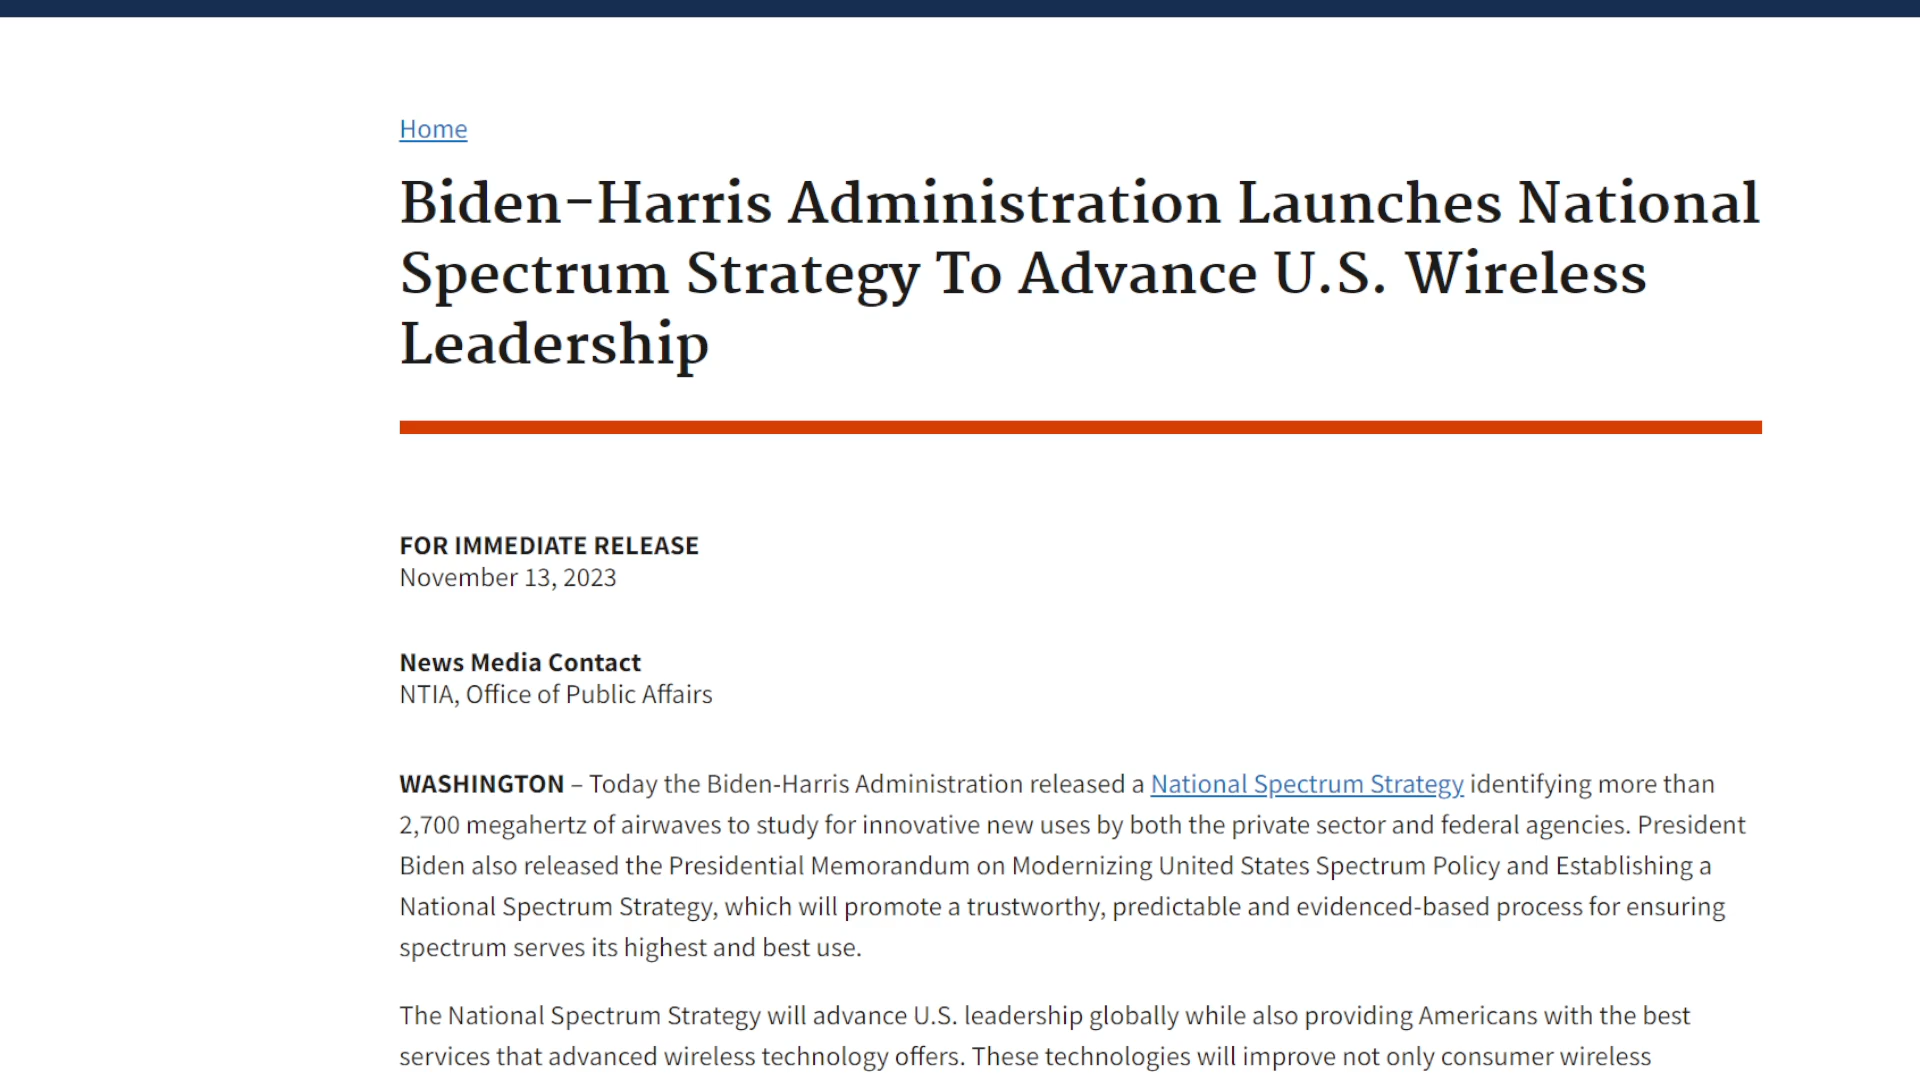 Home
Biden-Harris Administration Launches National
Spectrum Strategy To Advance U.S. Wireless
Leadership
FOR IMMEDIATE RELEASE
November 13, 2023
News Media Contact
NTIA, Office of Public Affairs
WASHINGTON – Today the Biden-Harris Administration released a National Spectrum Strategy identifying more than
2,700 megahertz of airwaves to study for innovative new uses by both the private sector and federal agencies. President
Biden also released the Presidential Memorandum on Modernizing United States Spectrum Policy and Establishing a
National Spectrum Strategy, which will promote a trustworthy, predictable and evidenced-based process for ensuring
spectrum serves its highest and best use.
The National Spectrum Strategy will advance U.S. leadership globally while also providing Americans with the best
services that advanced wireless technology offers. These technologies will improve not only consumer wireless